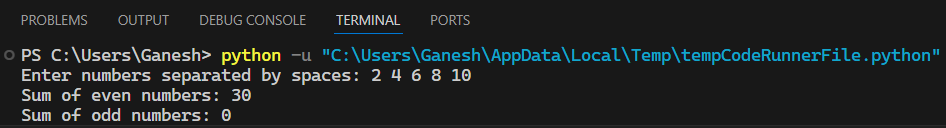 PROBLEMS OUTPUT DEBUG CONSOLE TERMINAL PORTS
PS C:\Users\Ganesh> python -u "C:\Users\Ganesh\AppData\Local\Temp\tempCodeRunnerFile.python"
Enter numbers separated by spaces: 2 4 6 8 10
Sum of even numbers: 30
Sum of odd numbers: 0